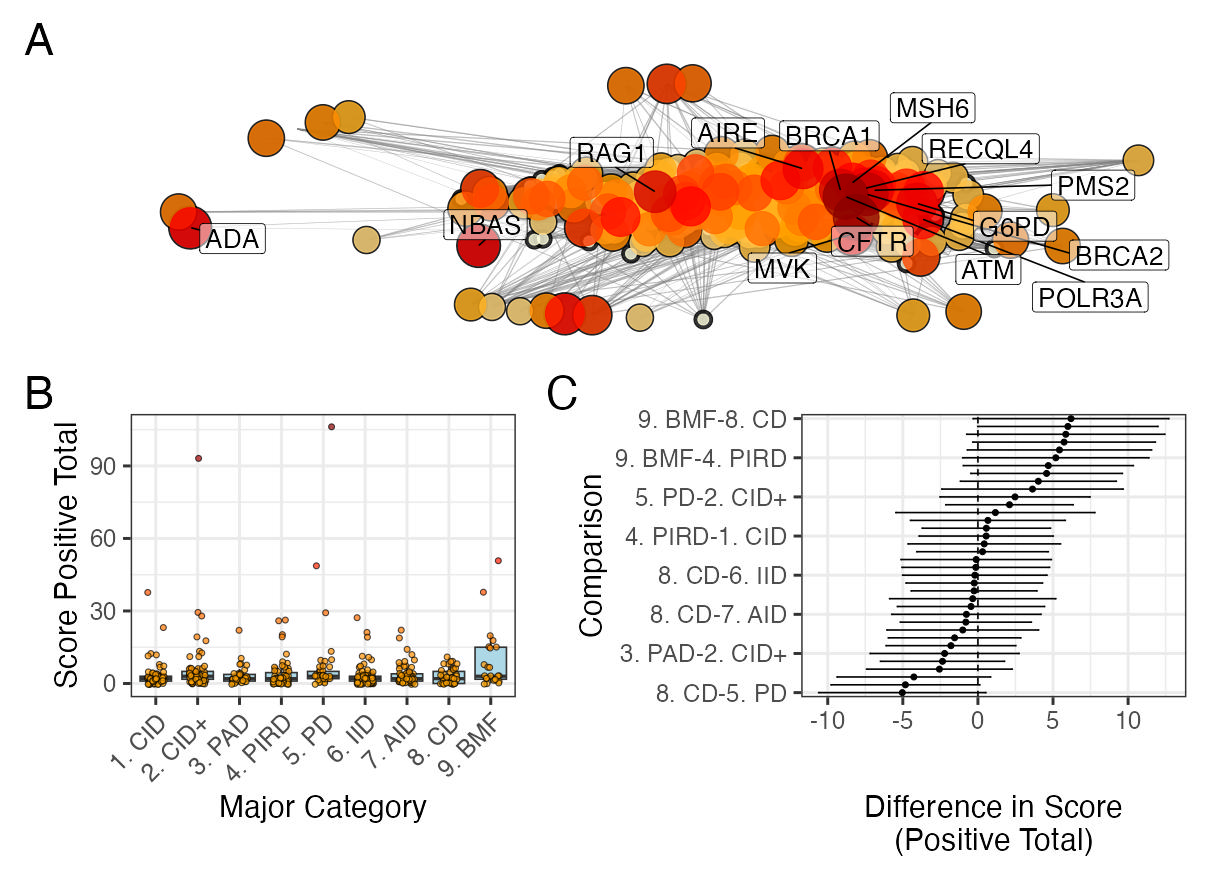 A
MSH6
AIRE
BRCA1
RAG1
RECQL4
PMS2
NBAS
ADA
G6PD
CFTR
BRCA2
MVK
ATM
POLR3A
B
Score Positive Total
90
60
30
0
1. CID
2. CID+
3. PAD
4. PIRD
5. PD
6. IID
7. AID
8. CD
9. BMF
Major Category
C
Comparison
9. BMF-8. CD
9. BMF-4. PIRD
5. PD-2. CID+
4. PIRD-1. CID
8. CD-6. IID
8. CD-7. AID
3. PAD-2. CID+
8. CD-5. PD
-10
-5
0
5
10
Difference in Score
(Positive Total)